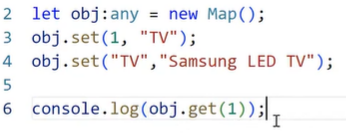 2 let obj:any = new Map();
3 obj.set(1, "TV");
4 obj.set("TV","Samsung LED TV");
5
6 console.log(obj.get(1));